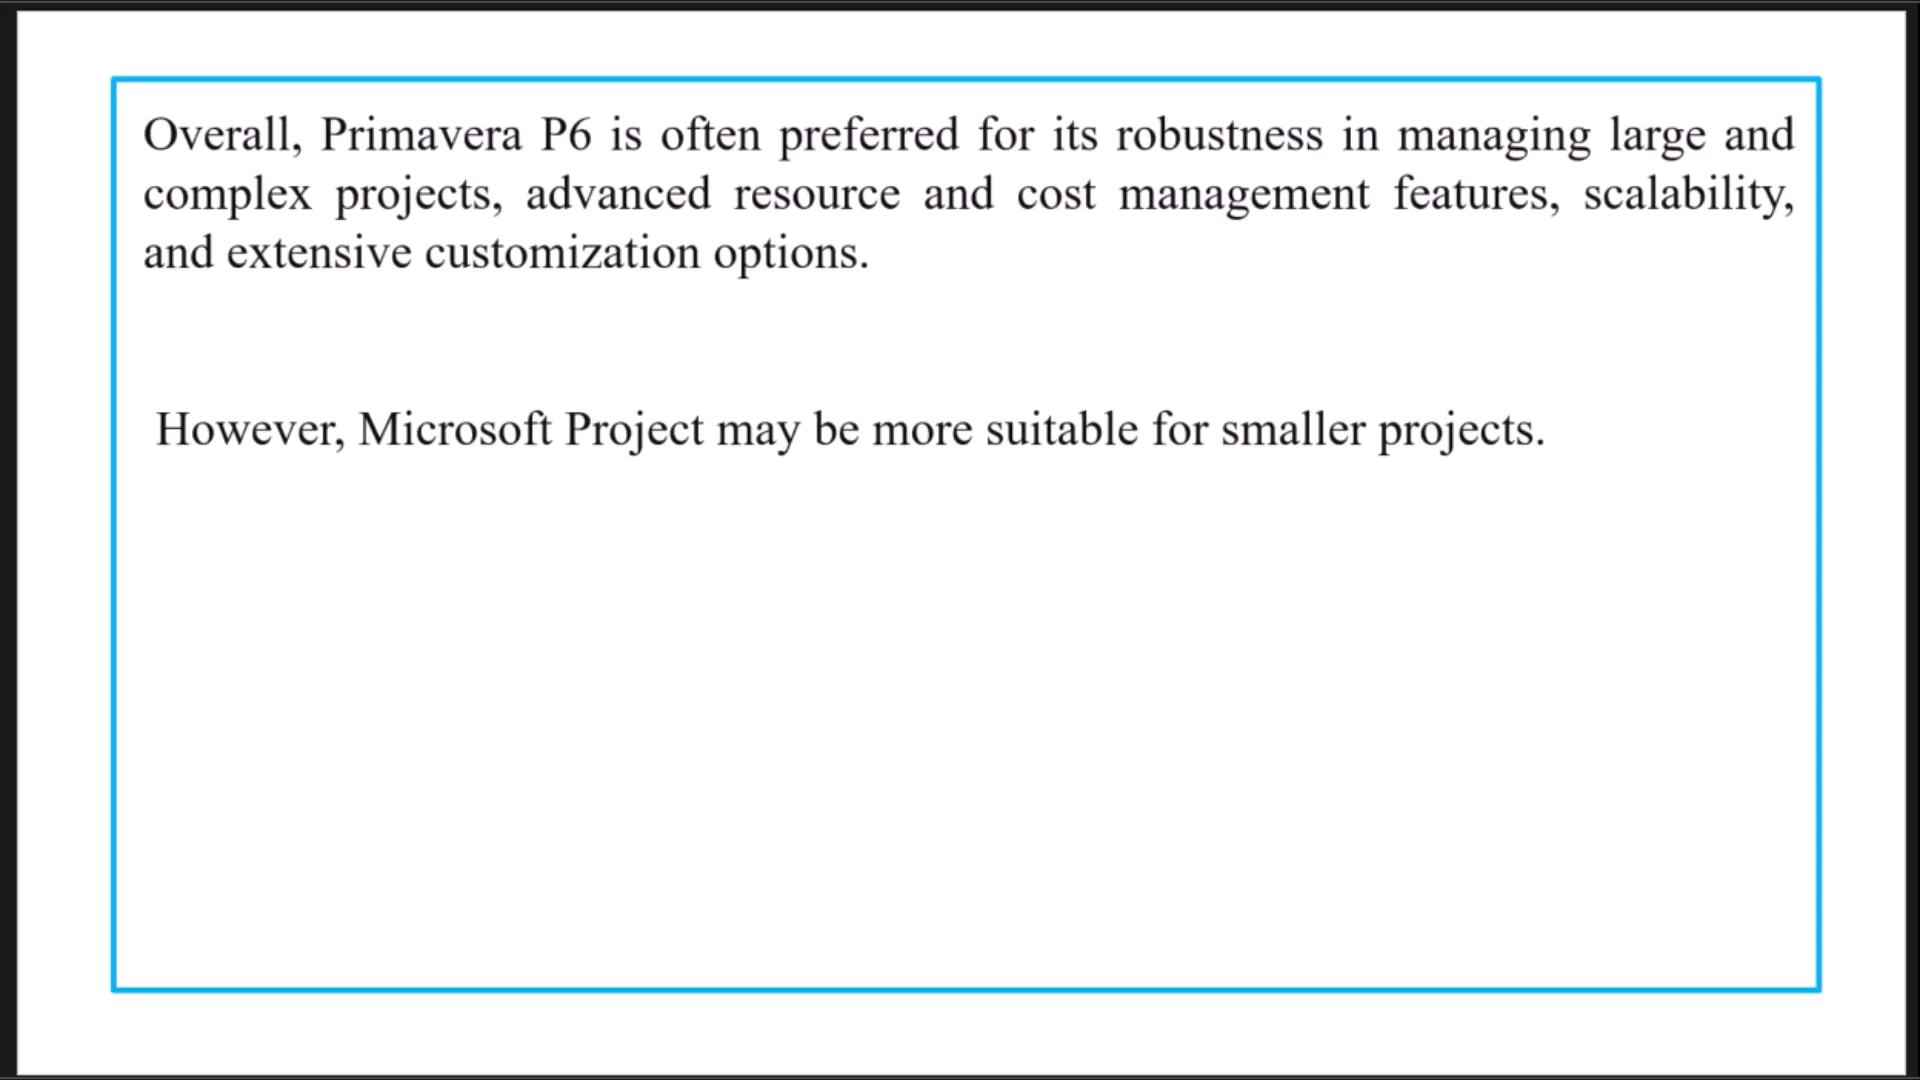 Overall, Primavera P6 is often preferred for its robustness in managing large and
complex projects, advanced resource and cost management features, scalability,
and extensive customization options.
However, Microsoft Project may be more suitable for smaller projects.